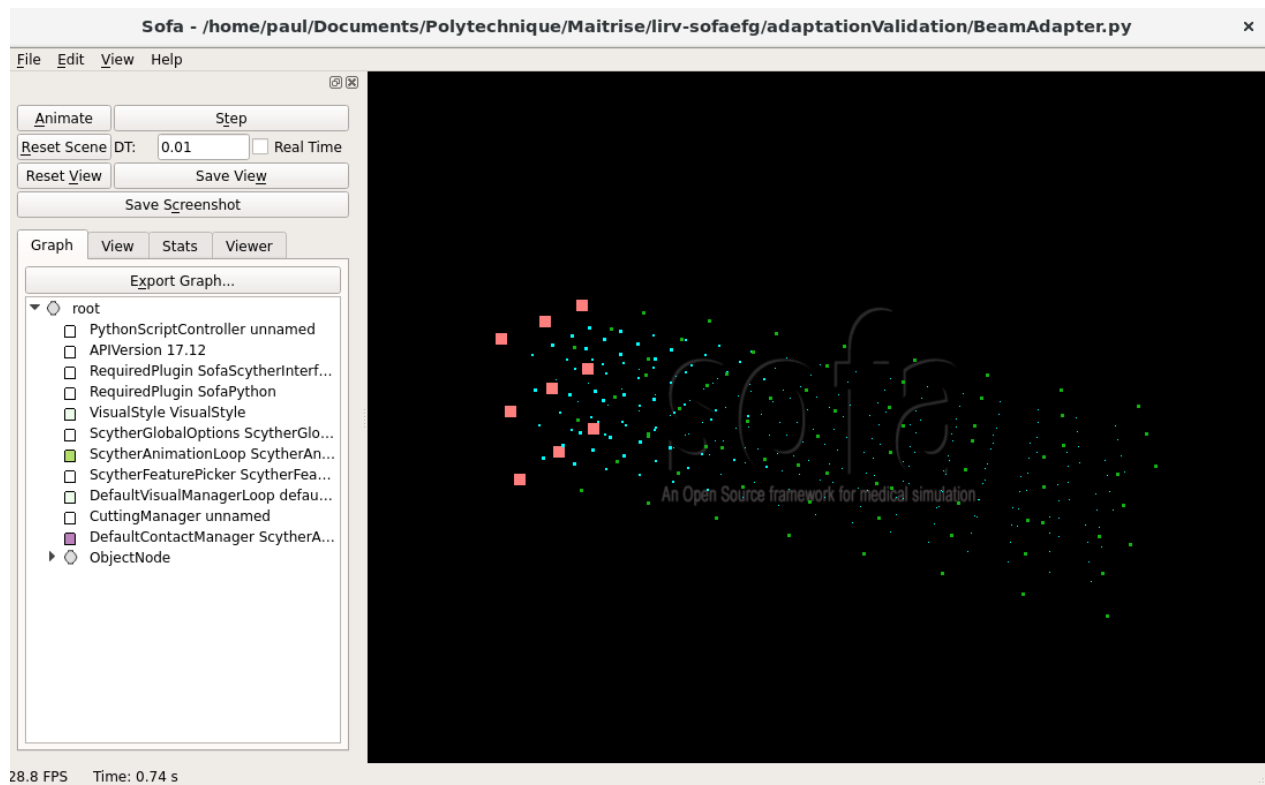 Sofa - /home/paul/Documents/Polytechnique/Maitrise/lirv-sofaefg/adaptationValidation/BeamAdapter.py
File Edit View Help
Animate Step
Reset Scene DT: 0.01 Real Time
Reset View Save View
Save Screenshot
Graph View Stats Viewer
Export Graph...
root
PythonScriptController unnamed
APIVersion 17.12
RequiredPlugin SofaScytherInterf...
RequiredPlugin SofaPython
VisualStyle VisualStyle
ScytherGlobalOptions ScytherGlo...
ScytherAnimationLoop ScytherAn...
ScytherFeaturePicker ScytherFea...
DefaultVisualManagerLoop defau...
CuttingManager unnamed
DefaultContactManager ScytherA...
ObjectNode
sofa
An Open Source framework for medical simulation
28.8 FPS Time: 0.74 s